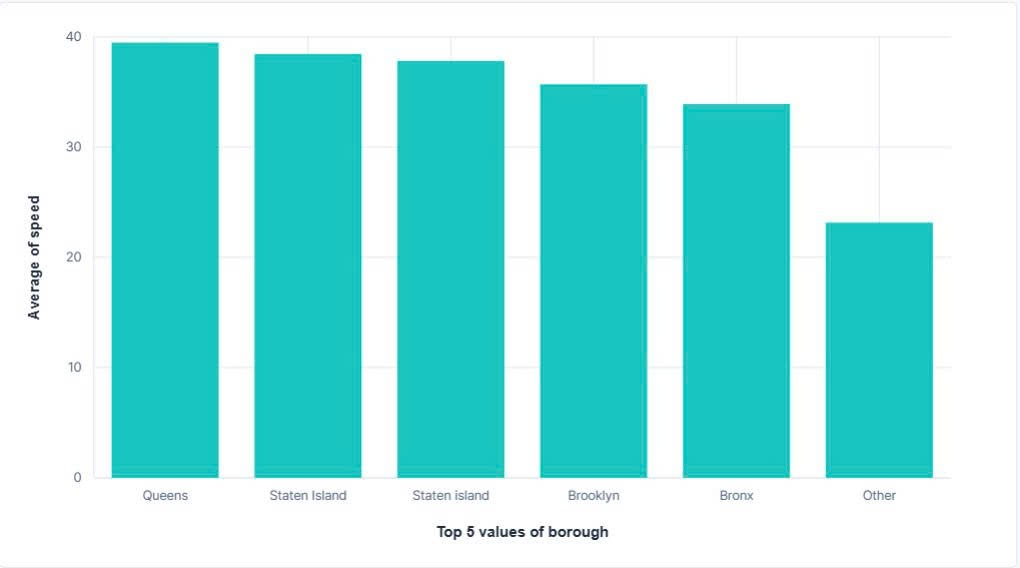 40
30
20
10
0
Average of speed
Queens
Staten Island
Staten island
Brooklyn
Bronx
Other
Top 5 values of borough